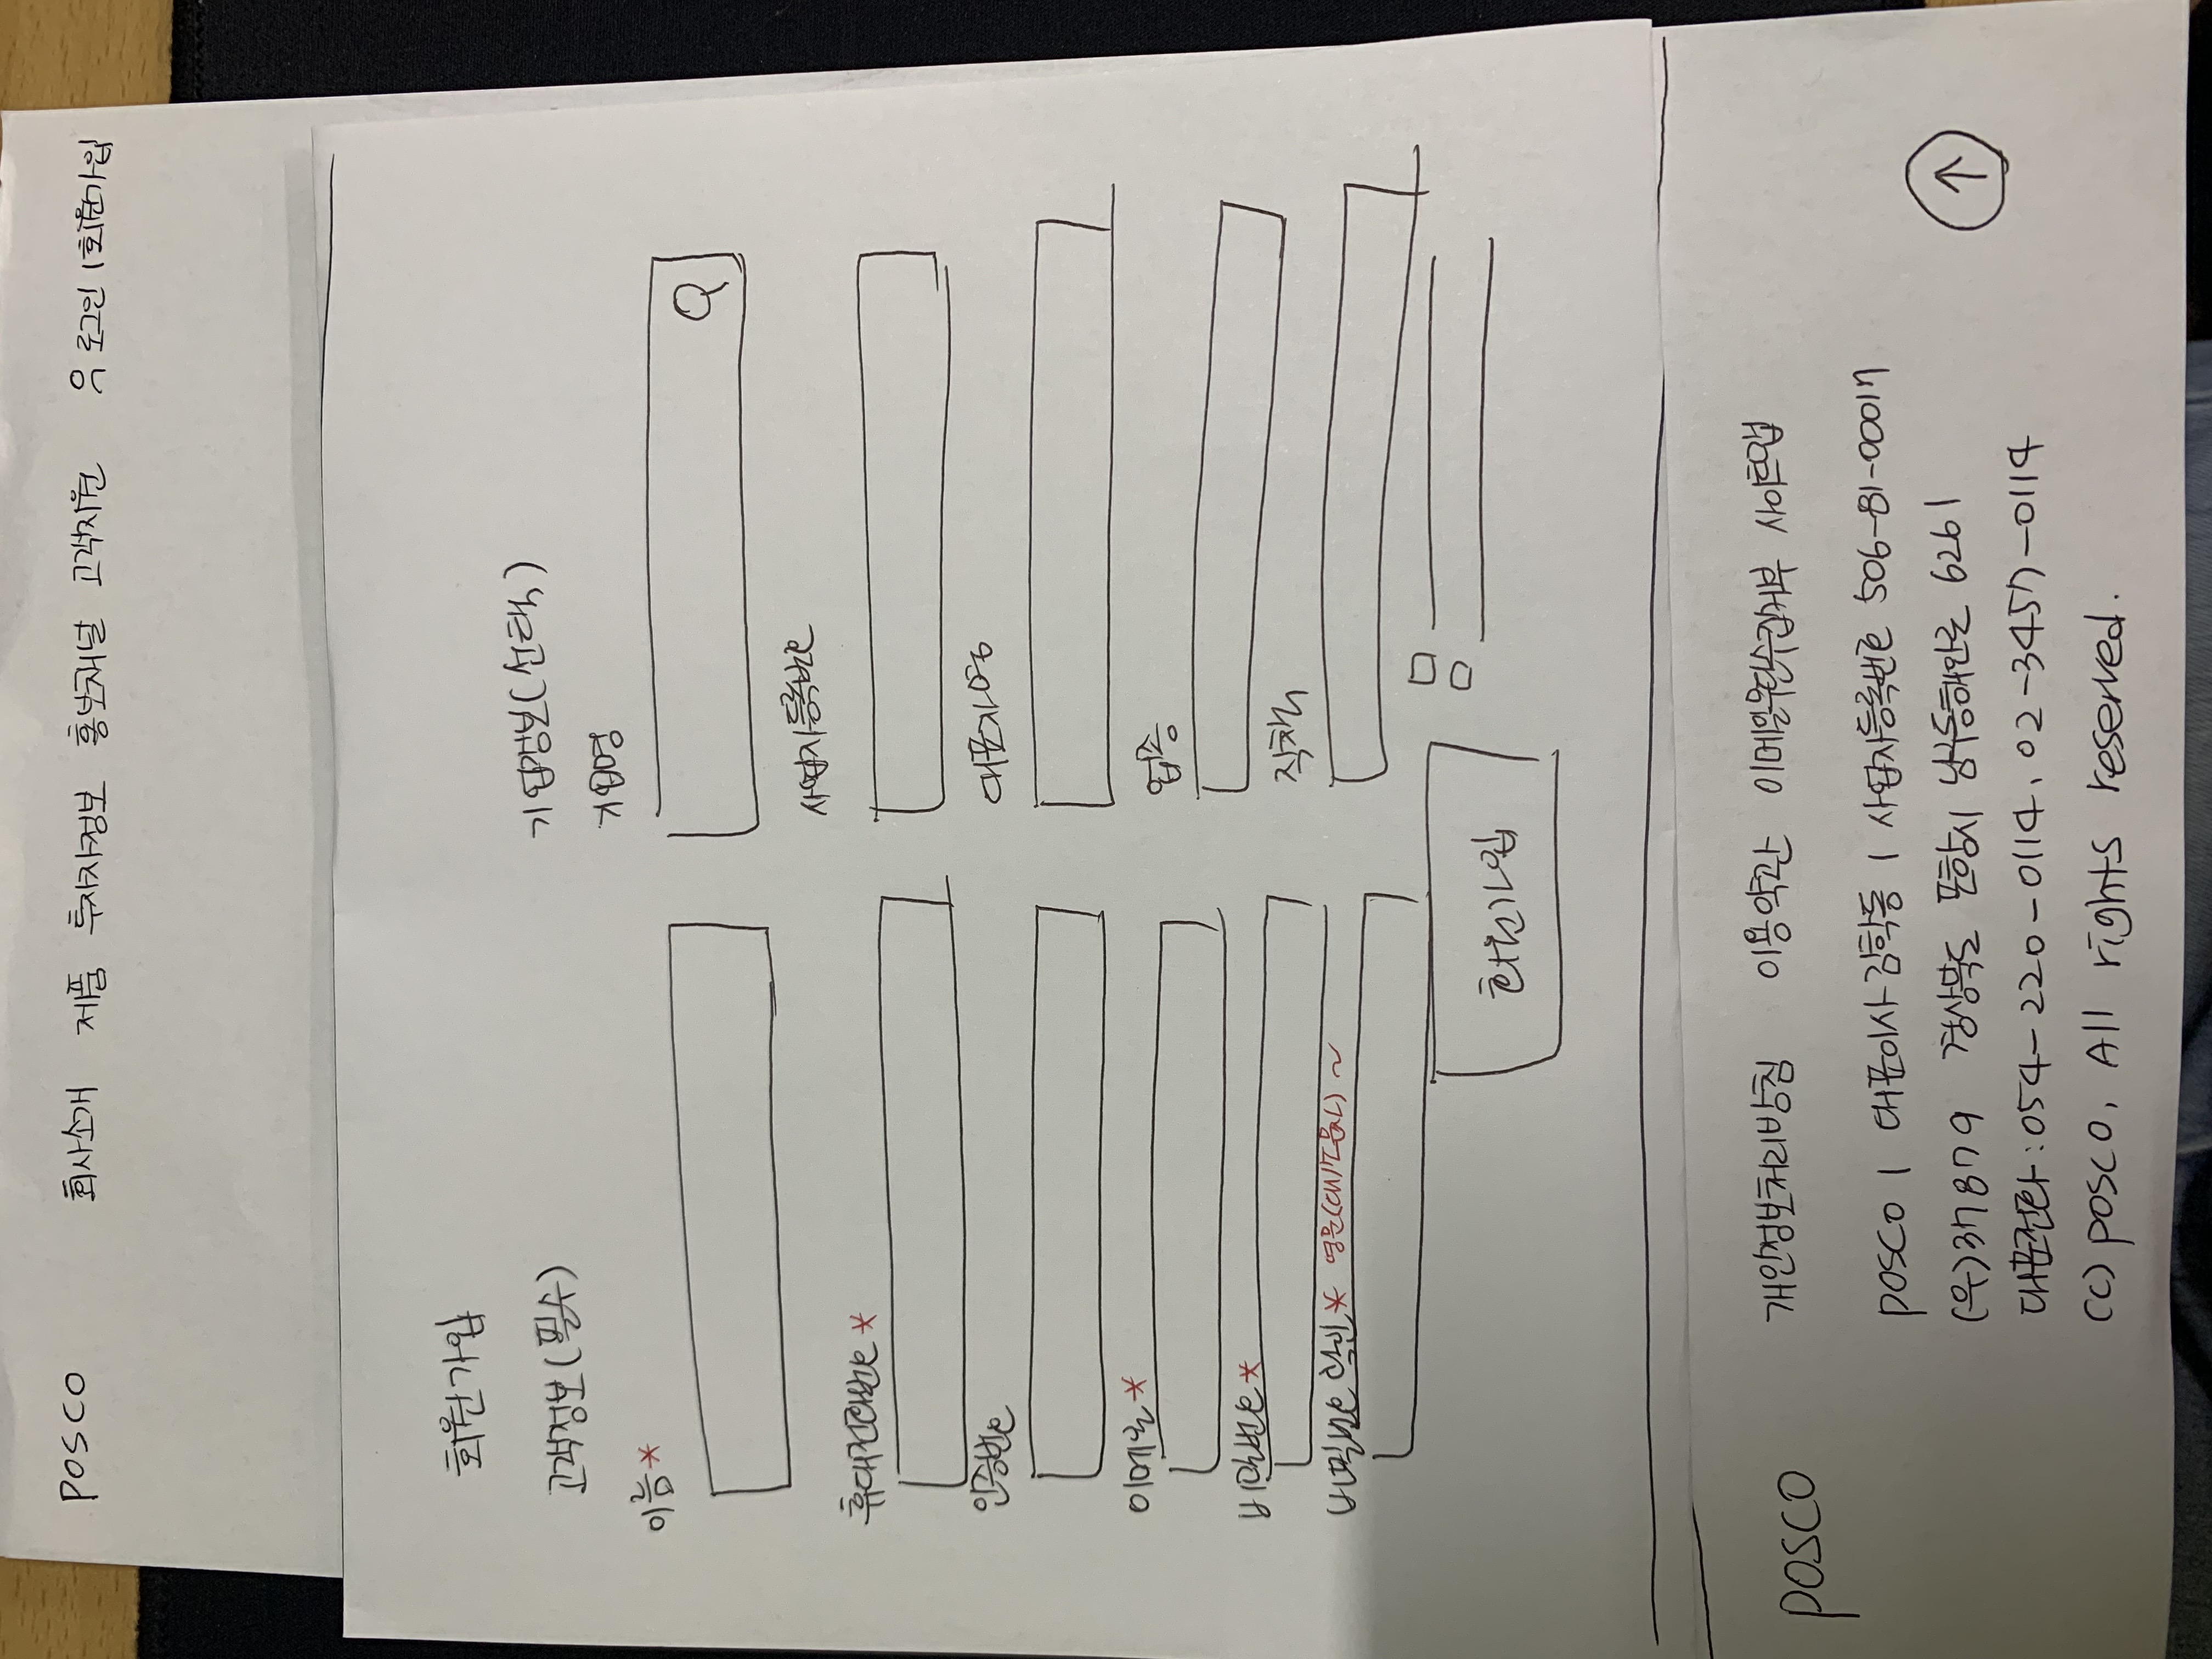 POSCO 회사소개 제품 투자자정보 홍보채널 고객지원 로그인 | 회원가입
회원가입
고객정보(필수)
이름*
휴대전화번호*
인증번호
이메일*
비밀번호*
비밀번호 확인* 영문(대/소문자) ~
회원가입
기업정보(선택)
기업명
사업자등록번호
대표자명
업종
직책
POSCO
개인정보처리방침 이용약관 이메일무단수집거부 사이트맵
POSCO | 대표이사 김학동 | 사업자등록번호 506-81-00017
(우)37879 경상북도 포항시 남구동해안로 6261
대표전화 : 054-220-0114, 02-3457-0114
(c) POSCO, All rights reserved.